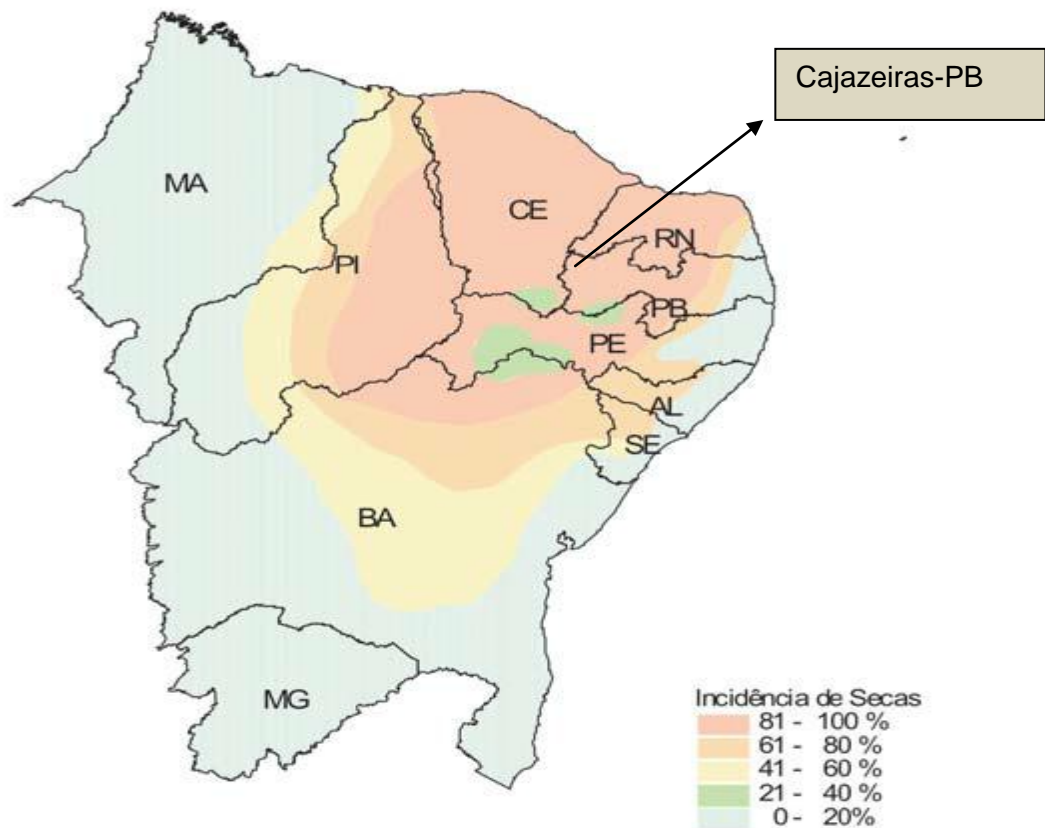 Cajazeiras-PB
MA
CE
RN
PI
PB
PE
AL
SE
BA
MG
Incidência de Secas
81 - 100 %
61 - 80 %
41 - 60 %
21 - 40 %
0 - 20%